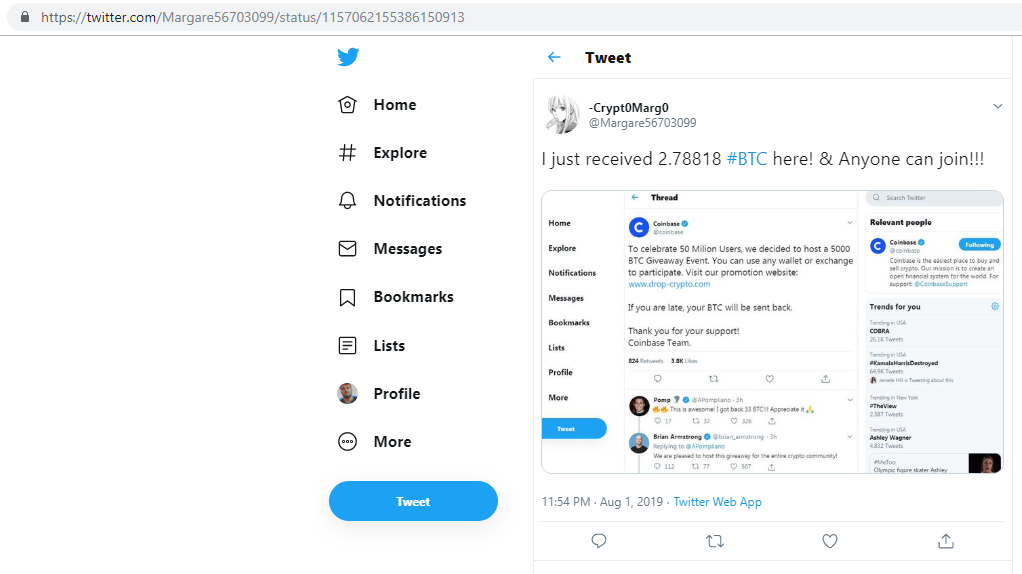 https://twitter.com/Margare56703099/status/1157062155386150913
Home
Explore
Notifications
Messages
Bookmarks
Lists
Profile
More
Tweet
Tweet
-Crypt0Marg0
@Margare56703099
I just received 2.78818 #BTC here! & Anyone can join!!!
Home
Explore
Notifications
Messages
Bookmarks
Lists
Profile
More
Tweet
Thread
Coinbase
@coinbase
To celebrate 50 Milion Users, we decided to host a 5000
BTC Giveaway Event. You can use any wallet or exchange
to participate. Visit our promotion website:
www.drop-crypto.com
If you are late, your BTC will be sent back.
Thank you for your support!
Coinbase Team.
824 Retweets 3.8K Likes
Pomp @APompliano · 3h
This is awesome! I got back 33 BTC!!! Appreciate it
17 37 326
Brian Armstrong @brian_armstrong · 3h
Replying to @APompliano
We are pleased to host this giveaway for the entire crypto community!
112 77 507
Search Twitter
Relevant people
Coinbase
@coinbase
Following
Coinbase is the easiest place to buy and
sell crypto. Our mission is to create an
open financial system for the world. For
support: @CoinbaseSupport
Trends for you
Trending in USA
COBRA
26.1K Tweets
Trending in USA
#KamalaHarrisDestroyed
64.9K Tweets
is Tweeting about this
Trending in New York
#TheView
2,387 Tweets
Trending in USA
Ashley Wagner
4,832 Tweets
#MeToo
Olympic figure skater Ashley
11:54 PM · Aug 1, 2019 · Twitter Web App